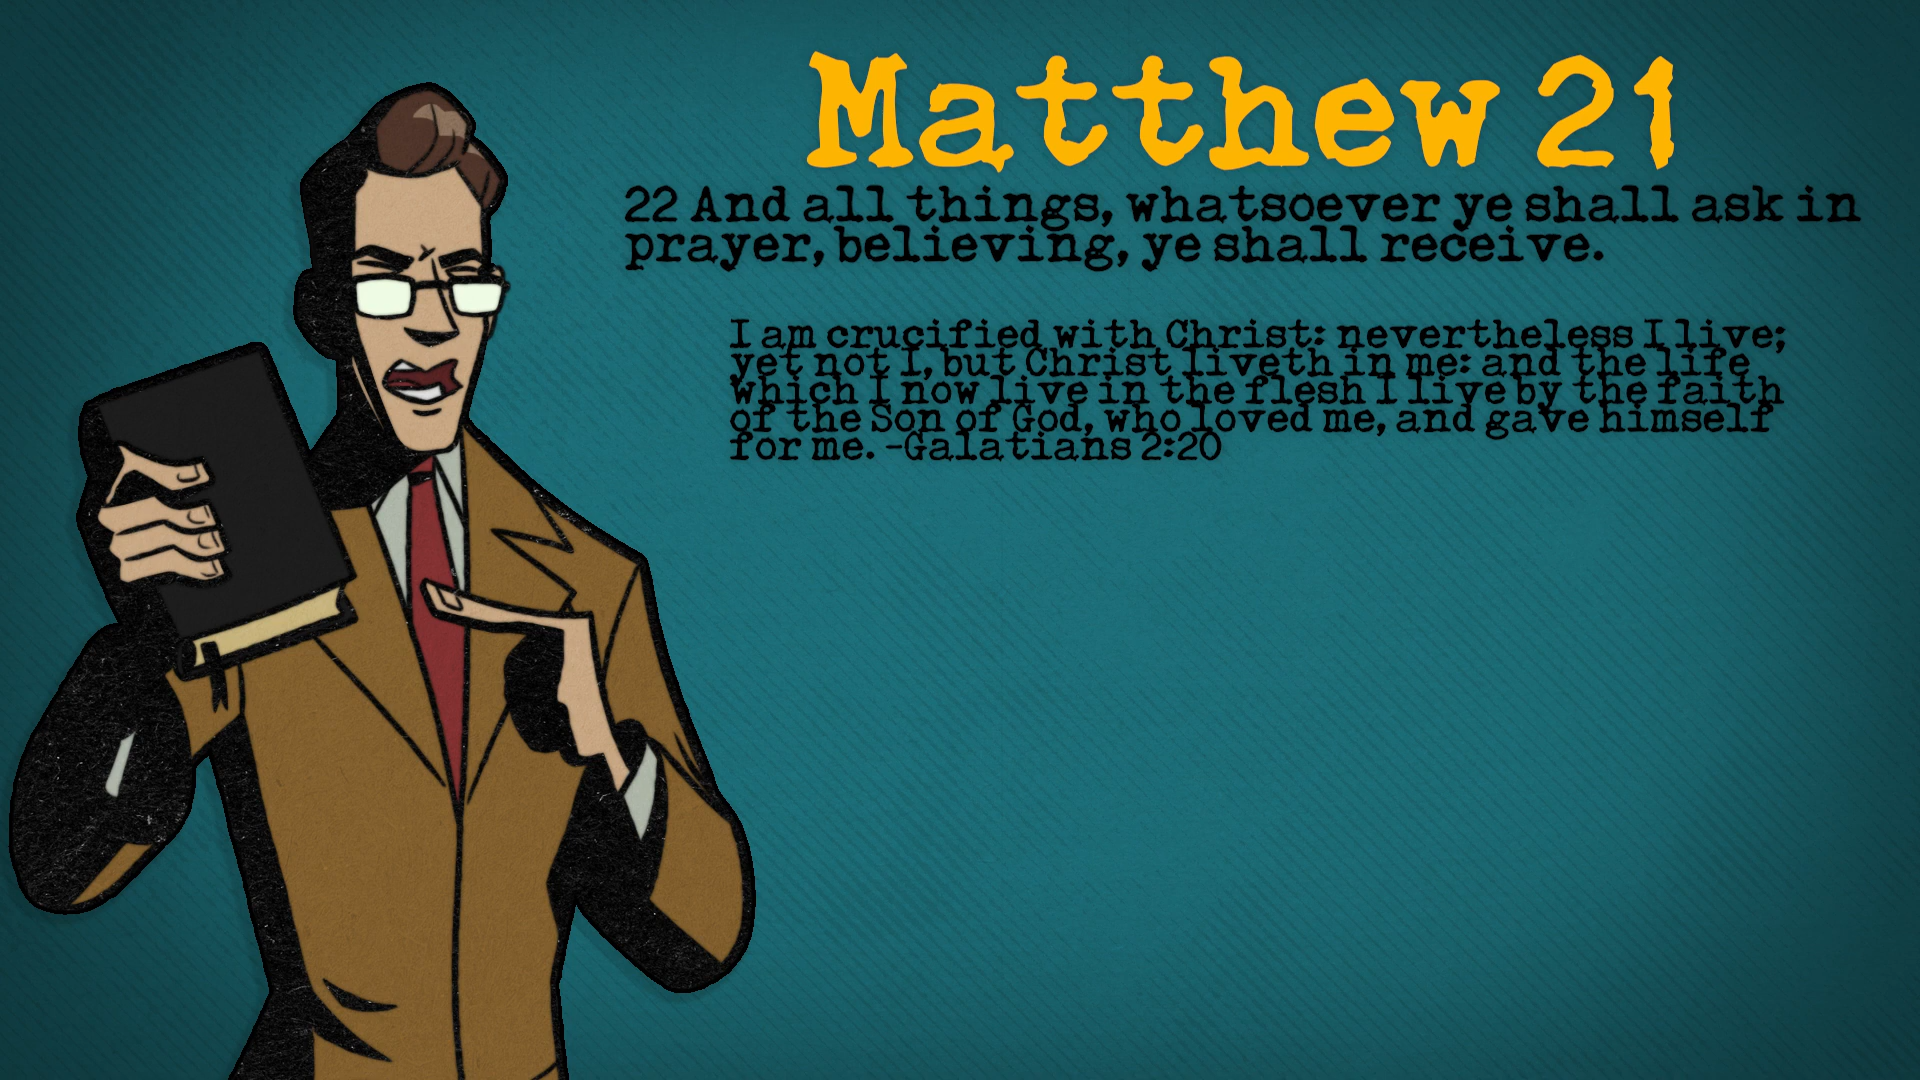 Matthew 21
22 And all things, whatsoever ye shall ask in
prayer, believing, ye shall receive.
I am crucified with Christ: nevertheless I live;
yet not I, but Christ liveth in me: and the life
which I now live in the flesh I live by the faith
of the Son of God, who loved me, and gave himself
for me. -Galatians 2:20